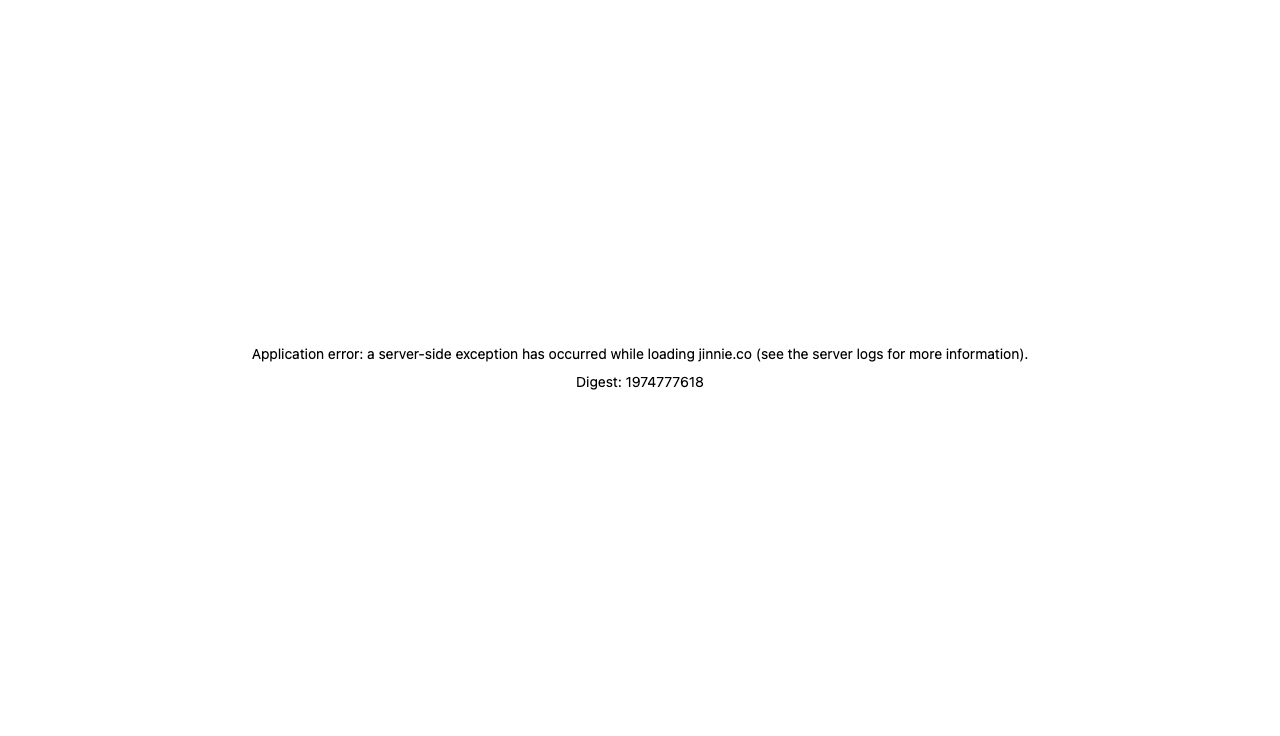 Application error: a server-side exception has occurred while loading jinnie.co (see the server logs for more information).
Digest: 1974777618